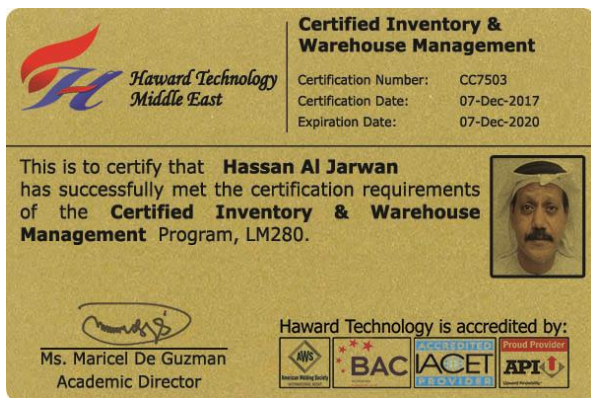 Haward Technology
Middle East
Certified Inventory &
Warehouse Management
Certification Number: CC7503
Certification Date: 07-Dec-2017
Expiration Date: 07-Dec-2020
This is to certify that Hassan Al Jarwan
has successfully met the certification requirements
of the Certified Inventory & Warehouse
Management Program, LM280.
Ms. Maricel De Guzman
Academic Director
Haward Technology is accredited by:
AWS
American Welding Society
BAC
ACCREDITED
IACET
PROVIDER
Proud Provider
API